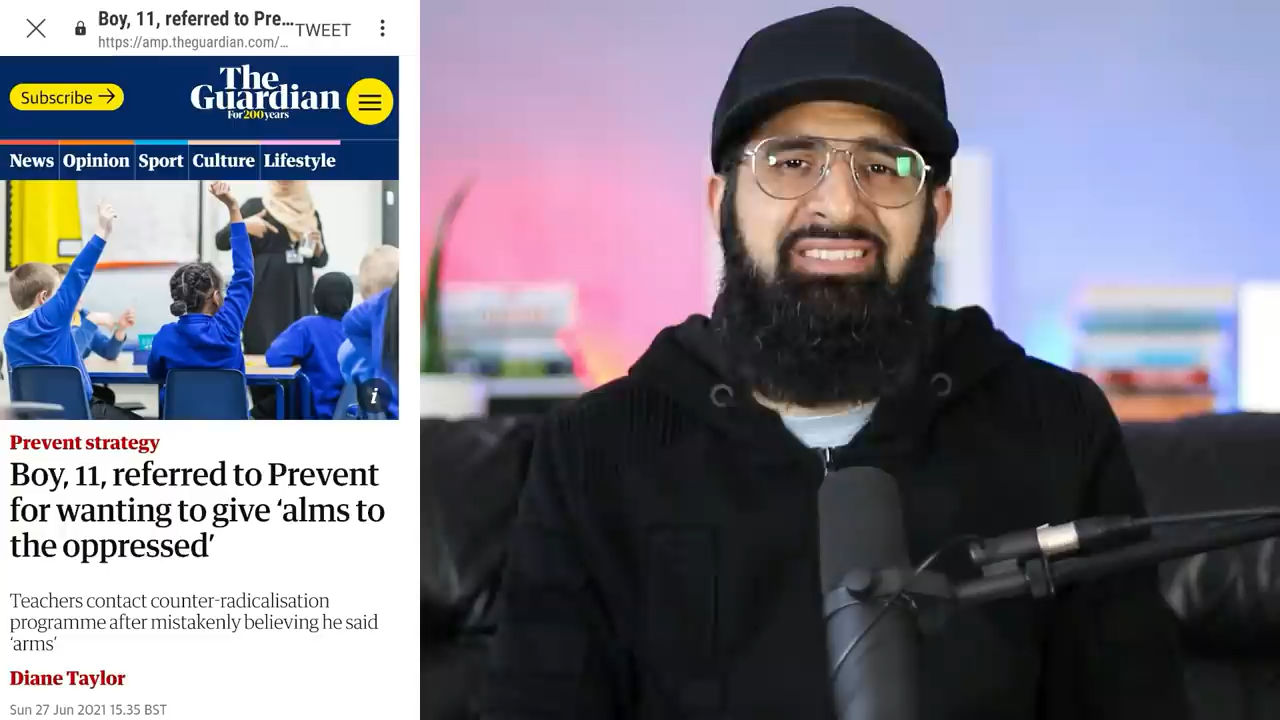 Boy, 11, referred to Pre...
https://amp.theguardian.com/...
TWEET
Subscribe →
The
Guardian
For 200 years
News Opinion Sport Culture Lifestyle
i
Prevent strategy
Boy, 11, referred to Prevent
for wanting to give ‘alms to
the oppressed’
Teachers contact counter-radicalisation
programme after mistakenly believing he said
‘arms’
Diane Taylor
Sun 27 Jun 2021 15.35 BST